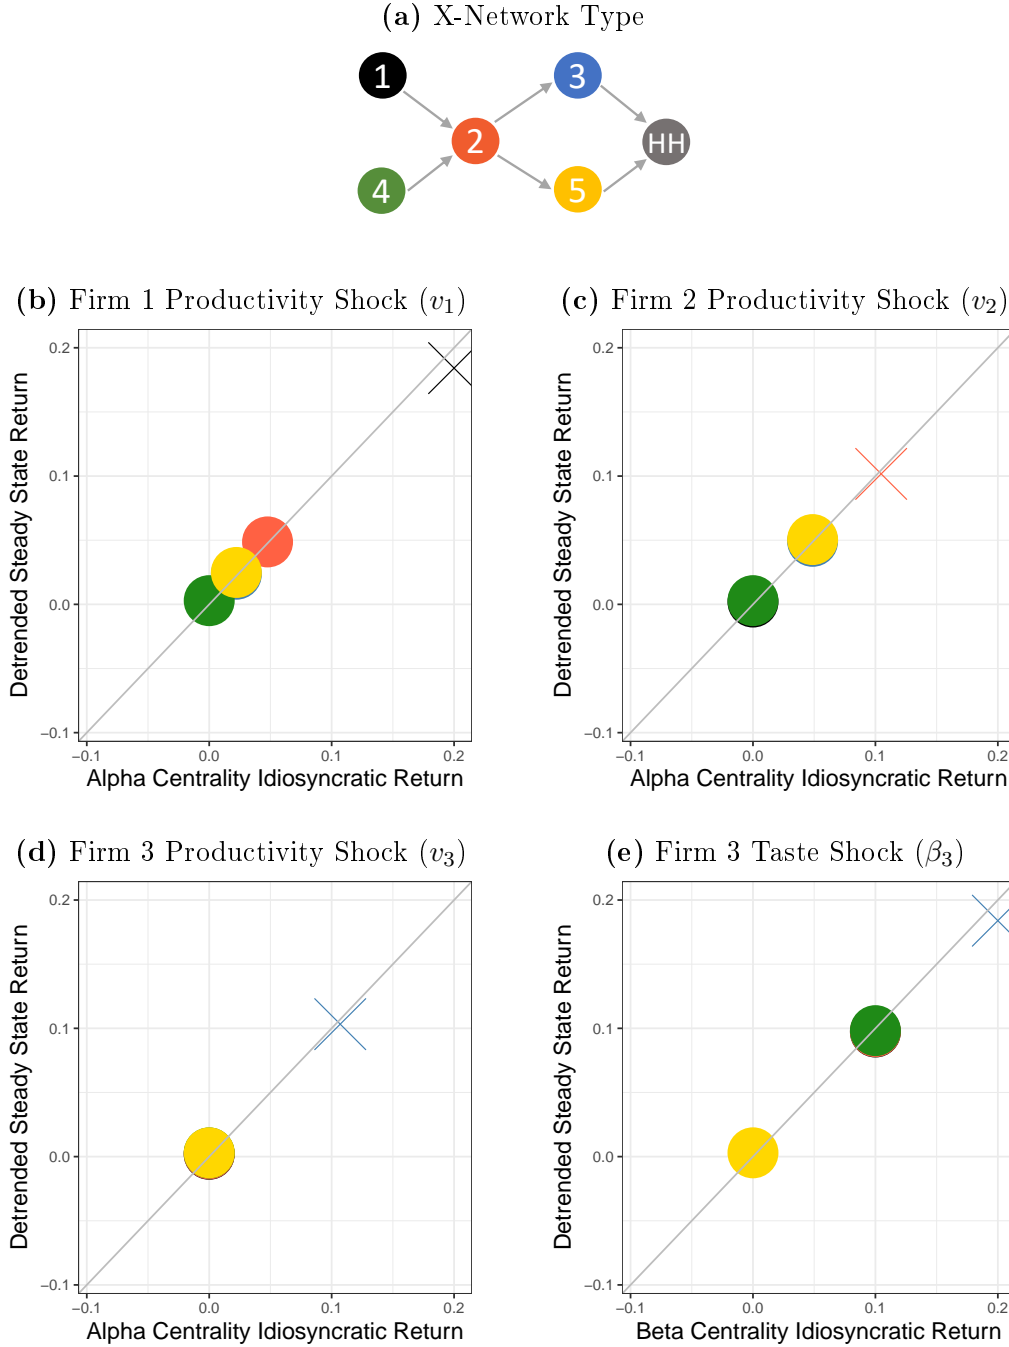 (a) X-Network Type
1
3
2
HH
4
5
(b) Firm 1 Productivity Shock (v₁)
(c) Firm 2 Productivity Shock (v₂)
Detrended Steady State Return
0.2
0.1
0.0
−0.1
−0.1
0.0
0.1
0.2
Alpha Centrality Idiosyncratic Return
Detrended Steady State Return
0.2
0.1
0.0
−0.1
−0.1
0.0
0.1
0.2
Alpha Centrality Idiosyncratic Return
(d) Firm 3 Productivity Shock (v₃)
(e) Firm 3 Taste Shock (β₃)
Detrended Steady State Return
0.2
0.1
0.0
−0.1
−0.1
0.0
0.1
0.2
Alpha Centrality Idiosyncratic Return
Detrended Steady State Return
0.2
0.1
0.0
−0.1
−0.1
0.0
0.1
0.2
Beta Centrality Idiosyncratic Return